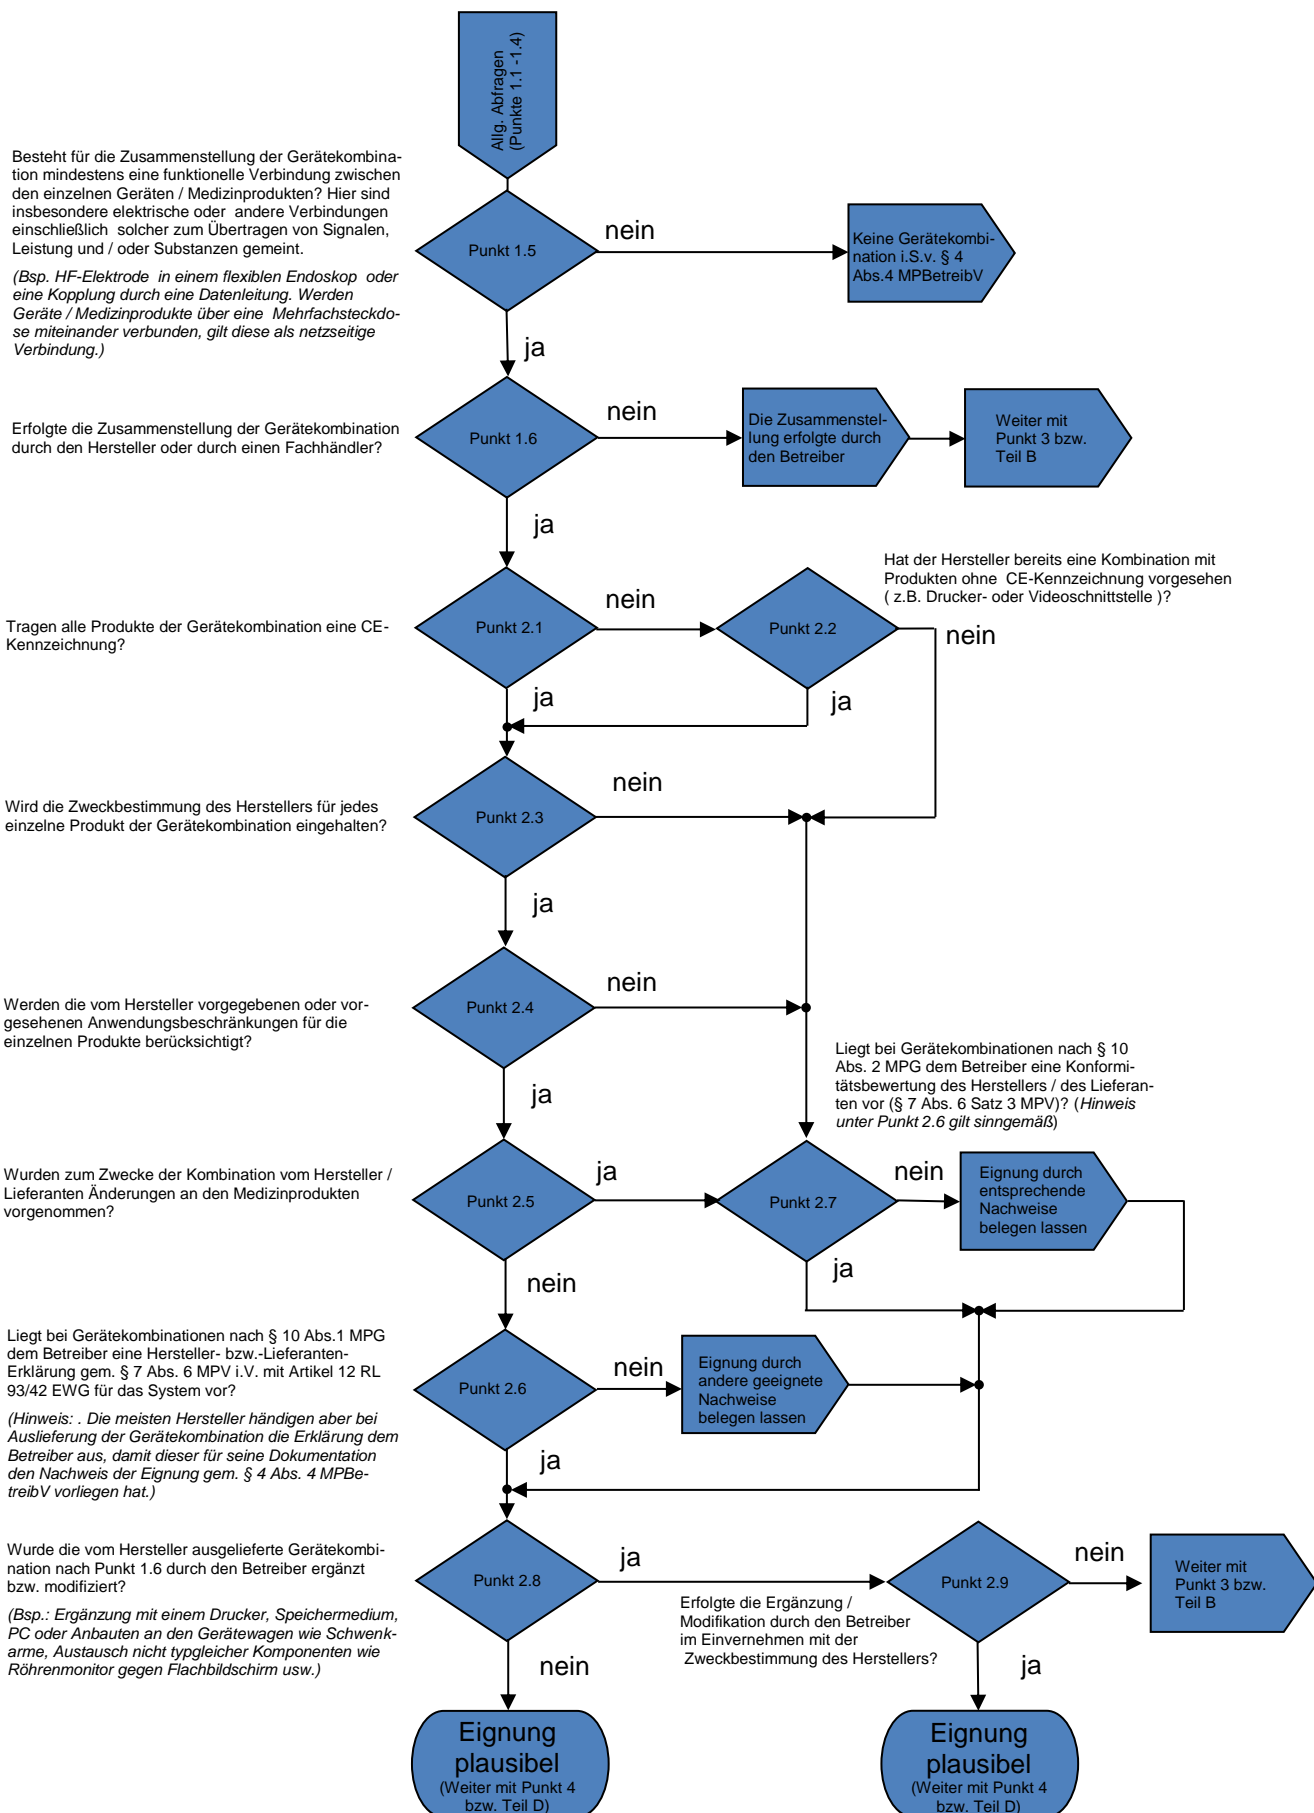 Allg. Abfragen
(Punkte 1.1 -1.4)
Besteht für die Zusammenstellung der Gerätekombina-
tion mindestens eine funktionelle Verbindung zwischen
den einzelnen Geräten / Medizinprodukten? Hier sind
insbesondere elektrische oder andere Verbindungen
einschließlich solcher zum Übertragen von Signalen,
Leistung und / oder Substanzen gemeint.
(Bsp. HF-Elektrode in einem flexiblen Endoskop oder
eine Kopplung durch eine Datenleitung. Werden
Geräte / Medizinprodukte über eine Mehrfachsteckdo-
se miteinander verbunden, gilt diese als netzseitige
Verbindung.)
Punkt 1.5
nein
Keine Gerätekombi-
nation i.S.v. § 4
Abs.4 MPBetreibV
ja
Erfolgte die Zusammenstellung der Gerätekombination
durch den Hersteller oder durch einen Fachhändler?
Punkt 1.6
nein
Die Zusammenstel-
lung erfolgte durch
den Betreiber
Weiter mit
Punkt 3 bzw.
Teil B
ja
Tragen alle Produkte der Gerätekombination eine CE-
Kennzeichnung?
Punkt 2.1
nein
Punkt 2.2
Hat der Hersteller bereits eine Kombination mit
Produkten ohne CE-Kennzeichnung vorgesehen
( z.B. Drucker- oder Videoschnittstelle )?
nein
ja
ja
Wird die Zweckbestimmung des Herstellers für jedes
einzelne Produkt der Gerätekombination eingehalten?
Punkt 2.3
nein
ja
Werden die vom Hersteller vorgegebenen oder vor-
gesehenen Anwendungsbeschränkungen für die
einzelnen Produkte berücksichtigt?
Punkt 2.4
nein
ja
Liegt bei Gerätekombinationen nach § 10
Abs. 2 MPG dem Betreiber eine Konformi-
tätsbewertung des Herstellers / des Lieferan-
ten vor (§ 7 Abs. 6 Satz 3 MPV)? (Hinweis
unter Punkt 2.6 gilt sinngemäß)
Wurden zum Zwecke der Kombination vom Hersteller /
Lieferanten Änderungen an den Medizinprodukten
vorgenommen?
Punkt 2.5
ja
Punkt 2.7
nein
Eignung durch
entsprechende
Nachweise
belegen lassen
nein
ja
Liegt bei Gerätekombinationen nach § 10 Abs.1 MPG
dem Betreiber eine Hersteller- bzw.-Lieferanten-
Erklärung gem. § 7 Abs. 6 MPV i.V. mit Artikel 12 RL
93/42 EWG für das System vor?
(Hinweis: . Die meisten Hersteller händigen aber bei
Auslieferung der Gerätekombination die Erklärung dem
Betreiber aus, damit dieser für seine Dokumentation
den Nachweis der Eignung gem. § 4 Abs. 4 MPBe-
treibV vorliegen hat.)
Punkt 2.6
nein
Eignung durch
andere geeignete
Nachweise
belegen lassen
ja
Wurde die vom Hersteller ausgelieferte Gerätekombi-
nation nach Punkt 1.6 durch den Betreiber ergänzt
bzw. modifiziert?
(Bsp.: Ergänzung mit einem Drucker, Speichermedium,
PC oder Anbauten an den Gerätewagen wie Schwenk-
arme, Austausch nicht typgleicher Komponenten wie
Röhrenmonitor gegen Flachbildschirm usw.)
Punkt 2.8
ja
Erfolgte die Ergänzung /
Modifikation durch den Betreiber
im Einvernehmen mit der
Zweckbestimmung des Herstellers?
Punkt 2.9
nein
Weiter mit
Punkt 3 bzw.
Teil B
nein
ja
Eignung
plausibel
(Weiter mit Punkt 4
bzw. Teil D)
Eignung
plausibel
(Weiter mit Punkt 4
bzw. Teil D)